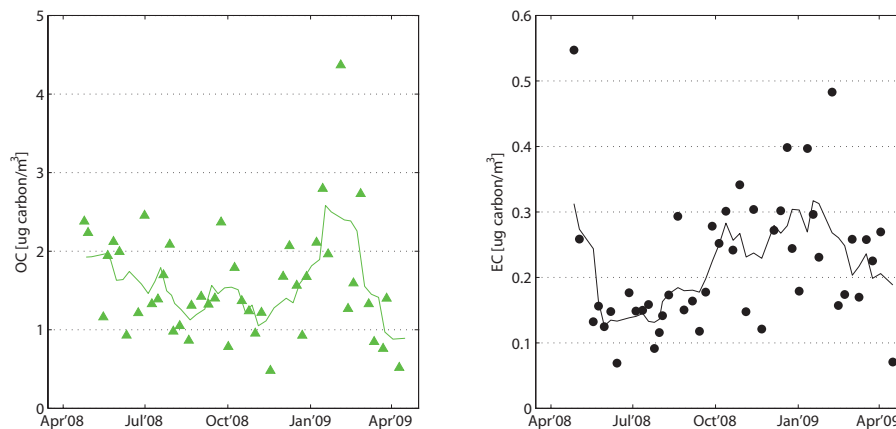 5
4
3
2
1
0
OC [ug carbon/m³]
Apr'08
Jul'08
Oct'08
Jan'09
Apr'09
0.6
0.5
0.4
0.3
0.2
0.1
0
EC [ug carbon/m³]
Apr'08
Jul'08
Oct'08
Jan'09
Apr'09